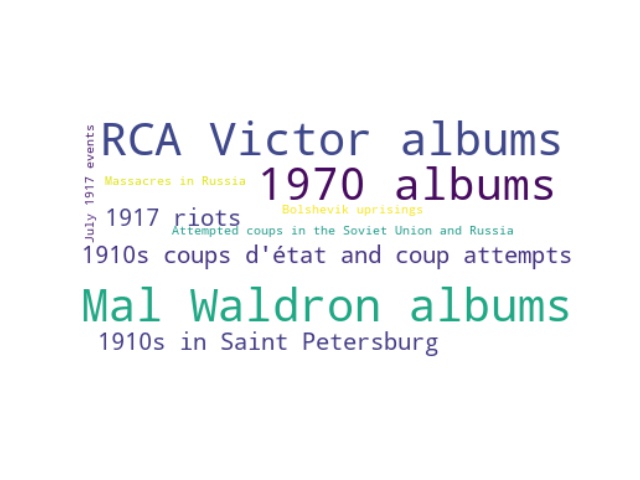 RCA Victor albums
July 1917 events
Massacres in Russia
1970 albums
1917 riots
Bolshevik uprisings
Attempted coups in the Soviet Union and Russia
1910s coups d'état and coup attempts
Mal Waldron albums
1910s in Saint Petersburg